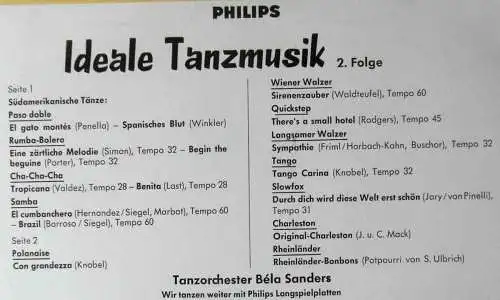 PHILIPS
Ideale Tanzmusik 2. Folge
Seite 1
Südamerikanische Tänze:
Paso doble
El gato montés (Penella) – Spanisches Blut (Winkler)
Rumba-Bolero
Eine zärtliche Melodie (Simon), Tempo 32 – Begin the
beguine (Porter), Tempo 32
Cha-Cha-Cha
Tropicana (Valdez), Tempo 28 – Benita (Last), Tempo 28
Samba
El cumbanchero (Hernandez/Siegel, Marbot), Tempo 60
– Brazil (Barroso / Siegel), Tempo 60
Seite 2
Polonaise
Con grandezza (Knobel)
Wiener Walzer
Sirenenzauber (Waldteufel), Tempo 60
Quickstep
There's a small hotel (Rodgers), Tempo 45
Langsamer Walzer
Sympathie (Friml/Horbach-Kahn, Buschor), Tempo 32
Tango
Tango Carina (Knobel), Tempo 32
Slowfox
Durch dich wird diese Welt erst schön (Jary/van Pinelli),
Tempo 31
Charleston
Original-Charleston (J. u. C. Mack)
Rheinländer
Rheinländer-Bonbons (Potpourri von S. Ulbrich)
Tanzorchester Béla Sanders
Wir tanzen weiter mit Philips Langspielplatten